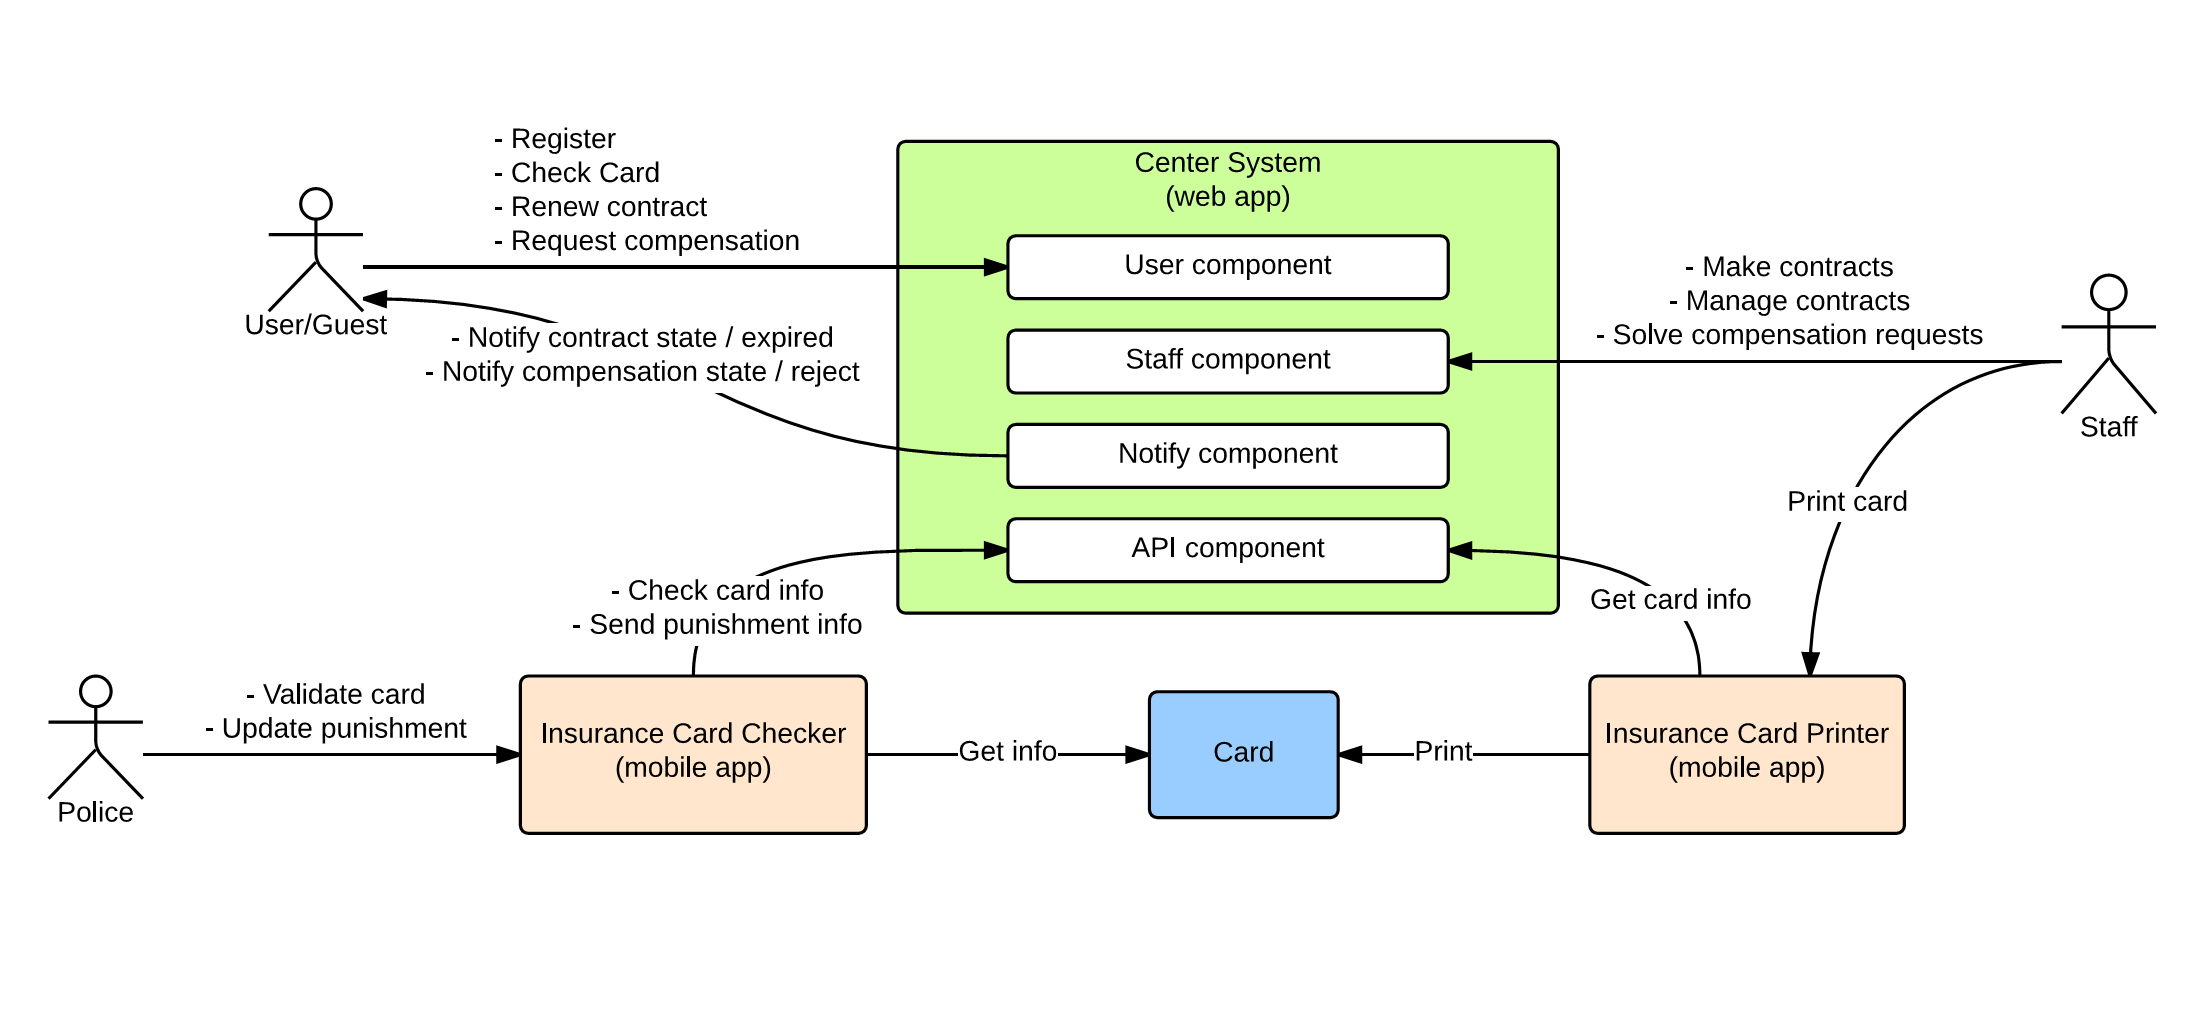 - Register
- Check Card
- Renew contract
- Request compensation
User/Guest
- Notify contract state / expired
- Notify compensation state / reject
Center System
(web app)
User component
Staff component
Notify component
API component
- Make contracts
- Manage contracts
- Solve compensation requests
Staff
Print card
Get card info
- Check card info
- Send punishment info
- Validate card
- Update punishment
Police
Insurance Card Checker
(mobile app)
Get info
Card
Print
Insurance Card Printer
(mobile app)